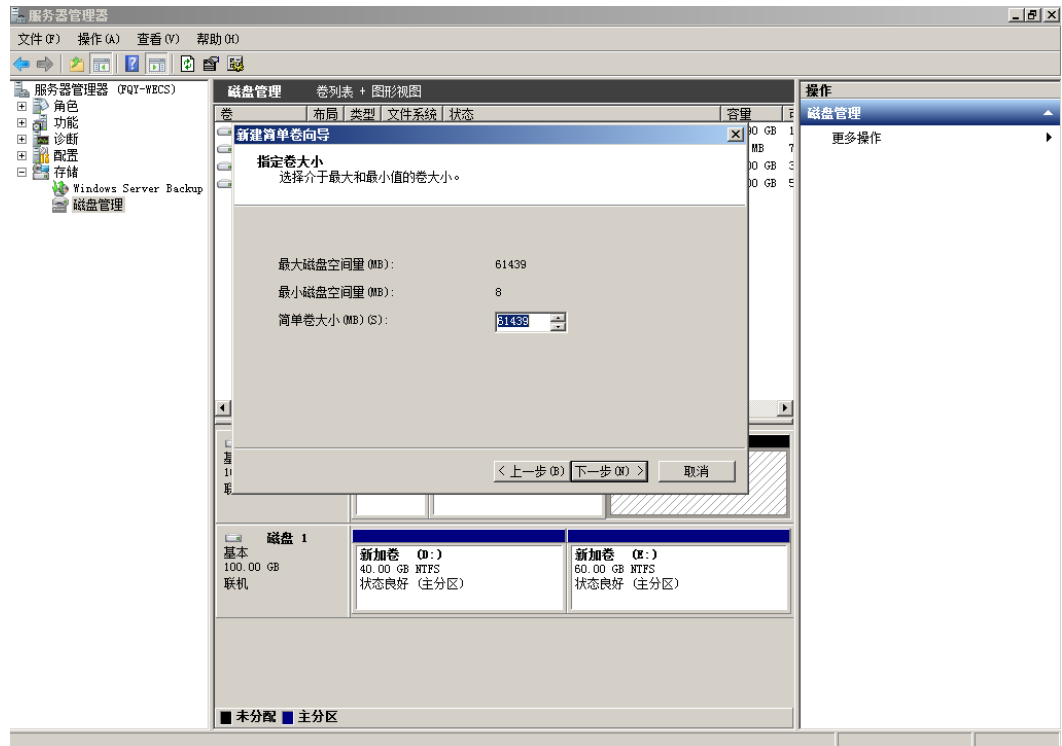 服务器管理器
文件(F) 操作(A) 查看(V) 帮助(H)
服务器管理器 (FQY-WECS)
角色
功能
诊断
配置
存储
Windows Server Backup
磁盘管理
磁盘管理 卷列表 + 图形视图
卷 布局 类型 文件系统 状态 容量
GB 1
MB 7
GB 3
GB 5
新建简单卷向导
指定卷大小
选择介于最大和最小值的卷大小。
最大磁盘空间量(MB): 61439
最小磁盘空间量(MB): 8
简单卷大小(MB)(S): 61439
< 上一步(B) 下一步(N) > 取消
磁盘 1
基本
100.00 GB
联机
新加卷 (D:)
40.00 GB NTFS
状态良好 (主分区)
新加卷 (E:)
60.00 GB NTFS
状态良好 (主分区)
未分配 主分区
操作
磁盘管理
更多操作